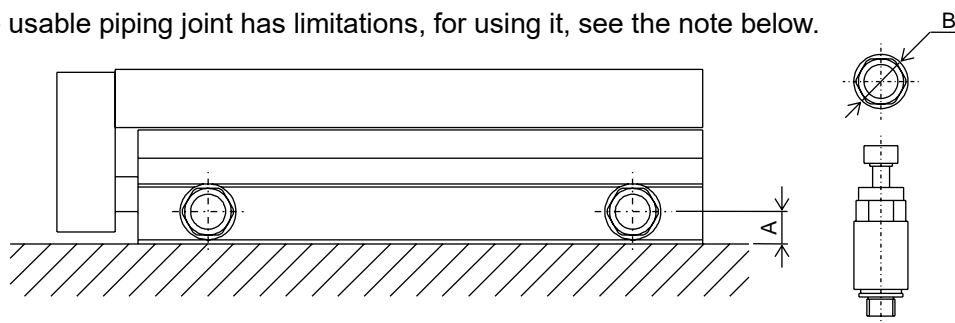 usable piping joint has limitations, for using it, see the note below.
B
A